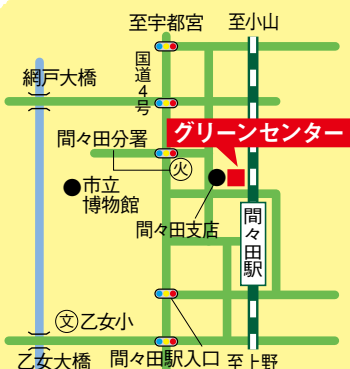 至宇都宮
至小山
国道4号
網戸大橋
グリーンセンター
間々田分署
火
市立
博物館
間々田支店
間々田駅
文乙女小
乙女大橋
間々田駅入口
至上野